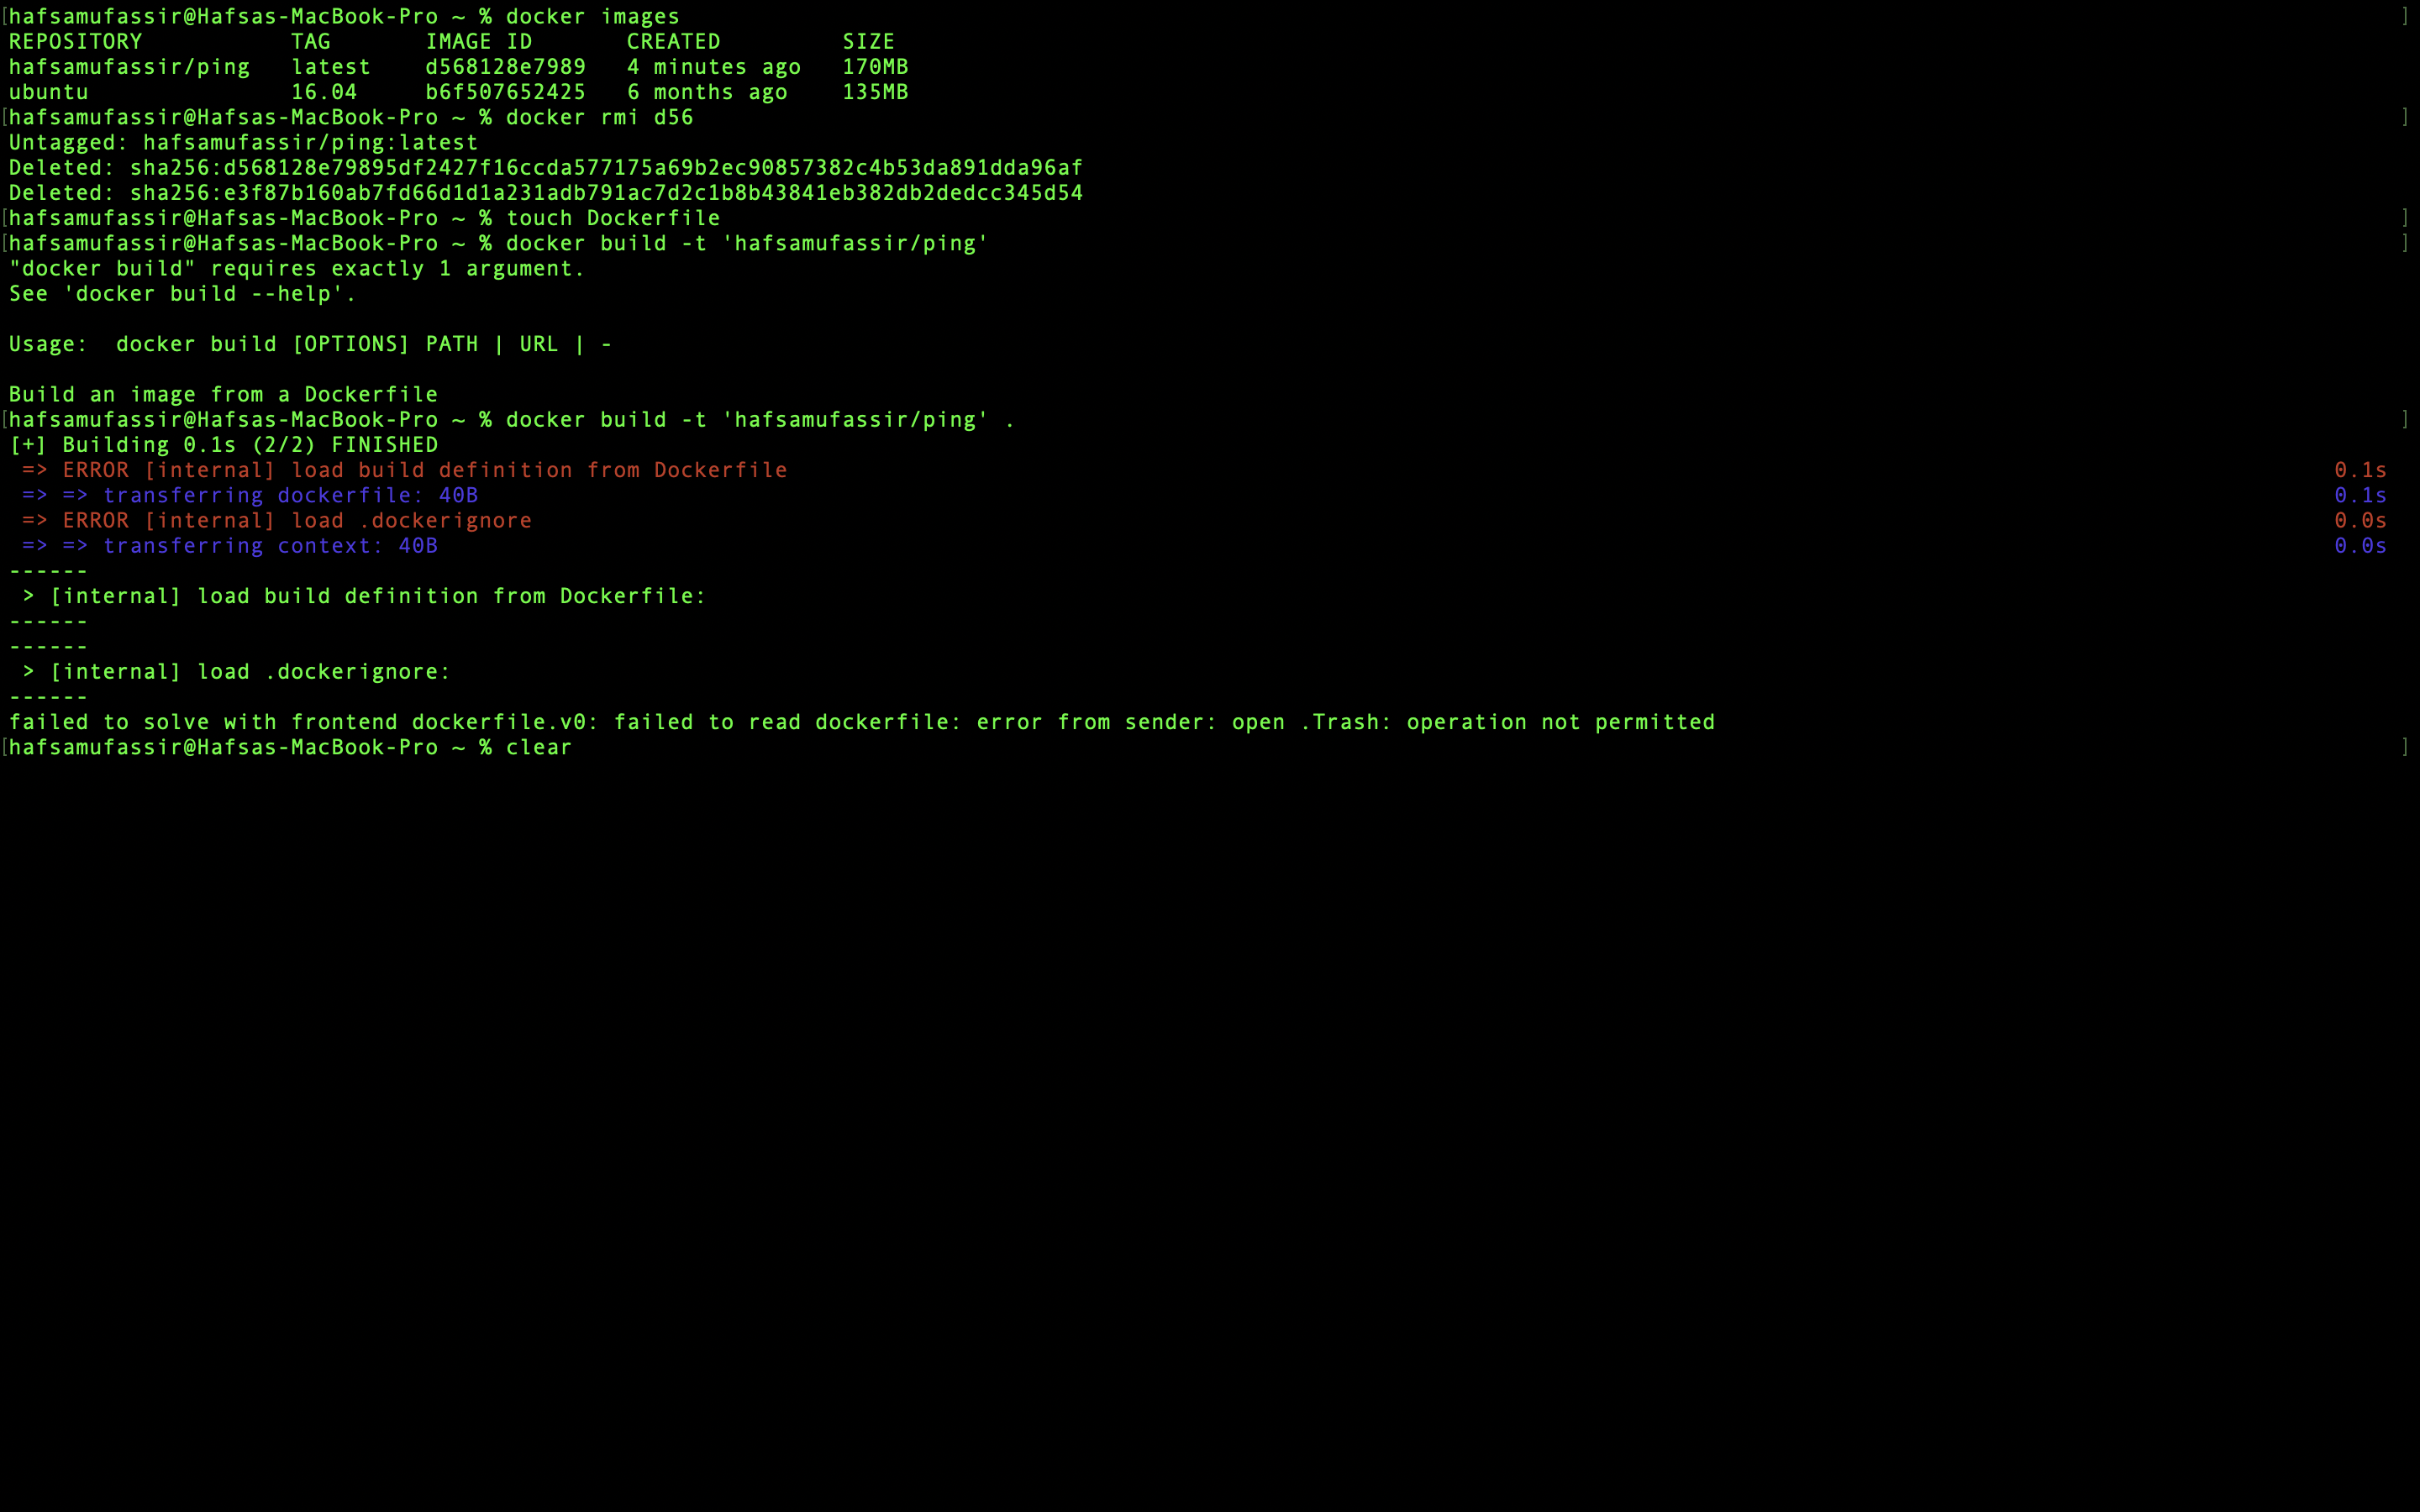 [hafsamufassir@Hafsas-MacBook-Pro ~ % docker images ]
REPOSITORY TAG IMAGE ID CREATED SIZE
hafsamufassir/ping latest d568128e7989 4 minutes ago 170MB
ubuntu 16.04 b6f507652425 6 months ago 135MB
[hafsamufassir@Hafsas-MacBook-Pro ~ % docker rmi d56 ]
Untagged: hafsamufassir/ping:latest
Deleted: sha256:d568128e79895df2427f16ccda577175a69b2ec90857382c4b53da891dda96af
Deleted: sha256:e3f87b160ab7fd66d1d1a231adb791ac7d2c1b8b43841eb382db2dedcc345d54
[hafsamufassir@Hafsas-MacBook-Pro ~ % touch Dockerfile ]
[hafsamufassir@Hafsas-MacBook-Pro ~ % docker build -t 'hafsamufassir/ping' ]
"docker build" requires exactly 1 argument.
See 'docker build --help'.
Usage:  docker build [OPTIONS] PATH | URL | -
Build an image from a Dockerfile
[hafsamufassir@Hafsas-MacBook-Pro ~ % docker build -t 'hafsamufassir/ping' . ]
[+] Building 0.1s (2/2) FINISHED
=> ERROR [internal] load build definition from Dockerfile 0.1s
=> => transferring dockerfile: 40B 0.1s
=> ERROR [internal] load .dockerignore 0.0s
=> => transferring context: 40B 0.0s
------
> [internal] load build definition from Dockerfile:
------
------
> [internal] load .dockerignore:
------
failed to solve with frontend dockerfile.v0: failed to read dockerfile: error from sender: open .Trash: operation not permitted
[hafsamufassir@Hafsas-MacBook-Pro ~ % clear ]